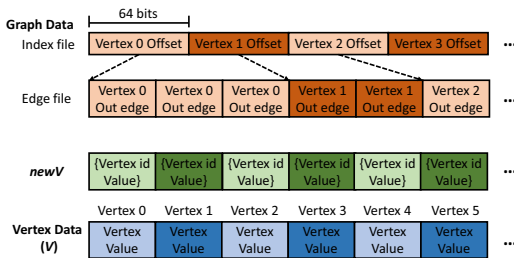 64 bits
Graph Data
Index file
Vertex 0 Offset Vertex 1 Offset Vertex 2 Offset Vertex 3 Offset ...
Edge file
Vertex 0 Vertex 0 Vertex 0 Vertex 1 Vertex 1 Vertex 2
Out edge Out edge Out edge Out edge Out edge Out edge ...
newV
{Vertex id {Vertex id {Vertex id {Vertex id {Vertex id {Vertex id
Value} Value} Value} Value} Value} Value} ...
Vertex 0 Vertex 1 Vertex 2 Vertex 3 Vertex 4 Vertex 5
Vertex Data
(V)
Vertex Vertex Vertex Vertex Vertex Vertex
Value Value Value Value Value Value ...